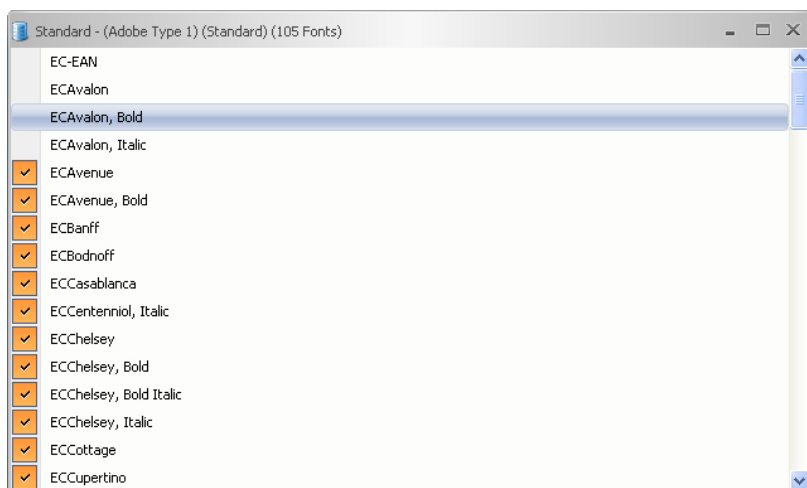 Standard - (Adobe Type 1) (Standard) (105 Fonts)
EC-EAN
ECAvalon
ECAvalon, Bold
ECAvalon, Italic
ECAvenue
ECAvenue, Bold
ECBanff
ECBodnoff
ECCasablanca
ECCentenniol, Italic
ECChelsey
ECChelsey, Bold
ECChelsey, Bold Italic
ECChelsey, Italic
ECCottage
ECCupertino